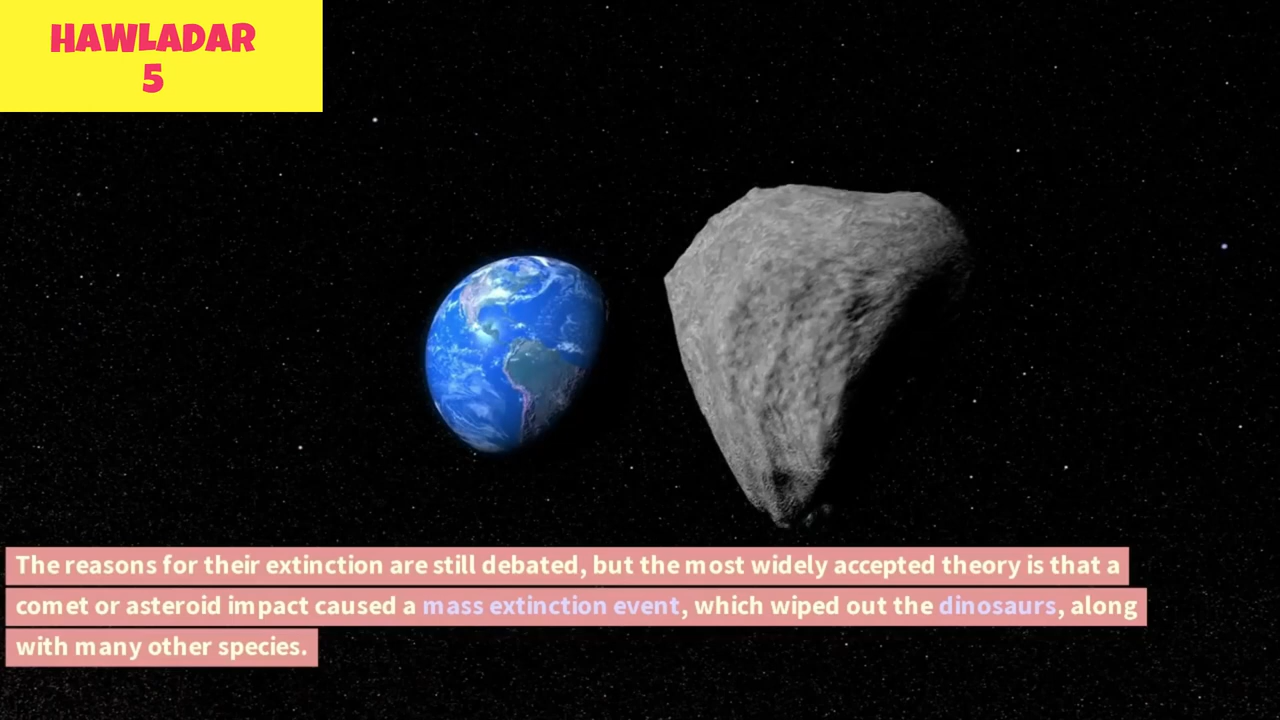 HAWLADAR
5
The reasons for their extinction are still debated, but the most widely accepted theory is that a
comet or asteroid impact caused a mass extinction event, which wiped out the dinosaurs, along
with many other species.